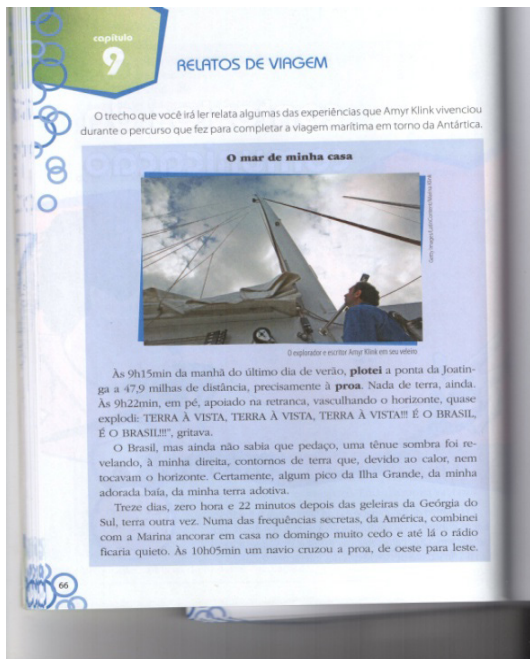 capítulo
9
RELATOS DE VIAGEM
O trecho que você irá ler relata algumas das experiências que Amyr Klink vivenciou
durante o percurso que fez para completar a viagem marítima em torno da Antártica.
O mar de minha casa
O explorador e escritor Amyr Klink em seu veleiro
Às 9h15min da manhã do último dia de verão, plotei a ponta da Joatin-
ga a 47,9 milhas de distância, precisamente à proa. Nada de terra, ainda.
Às 9h22min, em pé, apoiado na retranca, vasculhando o horizonte, quase
explodi: TERRA À VISTA, TERRA À VISTA, TERRA À VISTA!!! É O BRASIL,
É O BRASIL!!!", gritava.
O Brasil, mas ainda não sabia que pedaço, uma tênue sombra foi re-
velando, à minha direita, contornos de terra que, devido ao calor, nem
tocavam o horizonte. Certamente, algum pico da Ilha Grande, da minha
adorada baía, da minha terra adotiva.
Treze dias, zero hora e 22 minutos depois das geleiras da Geórgia do
Sul, terra outra vez. Numa das frequências secretas, da América, combinei
com a Marina ancorar em casa no domingo muito cedo e até lá o rádio
ficaria quieto. Às 10h05min um navio cruzou a proa, de oeste para leste.
66